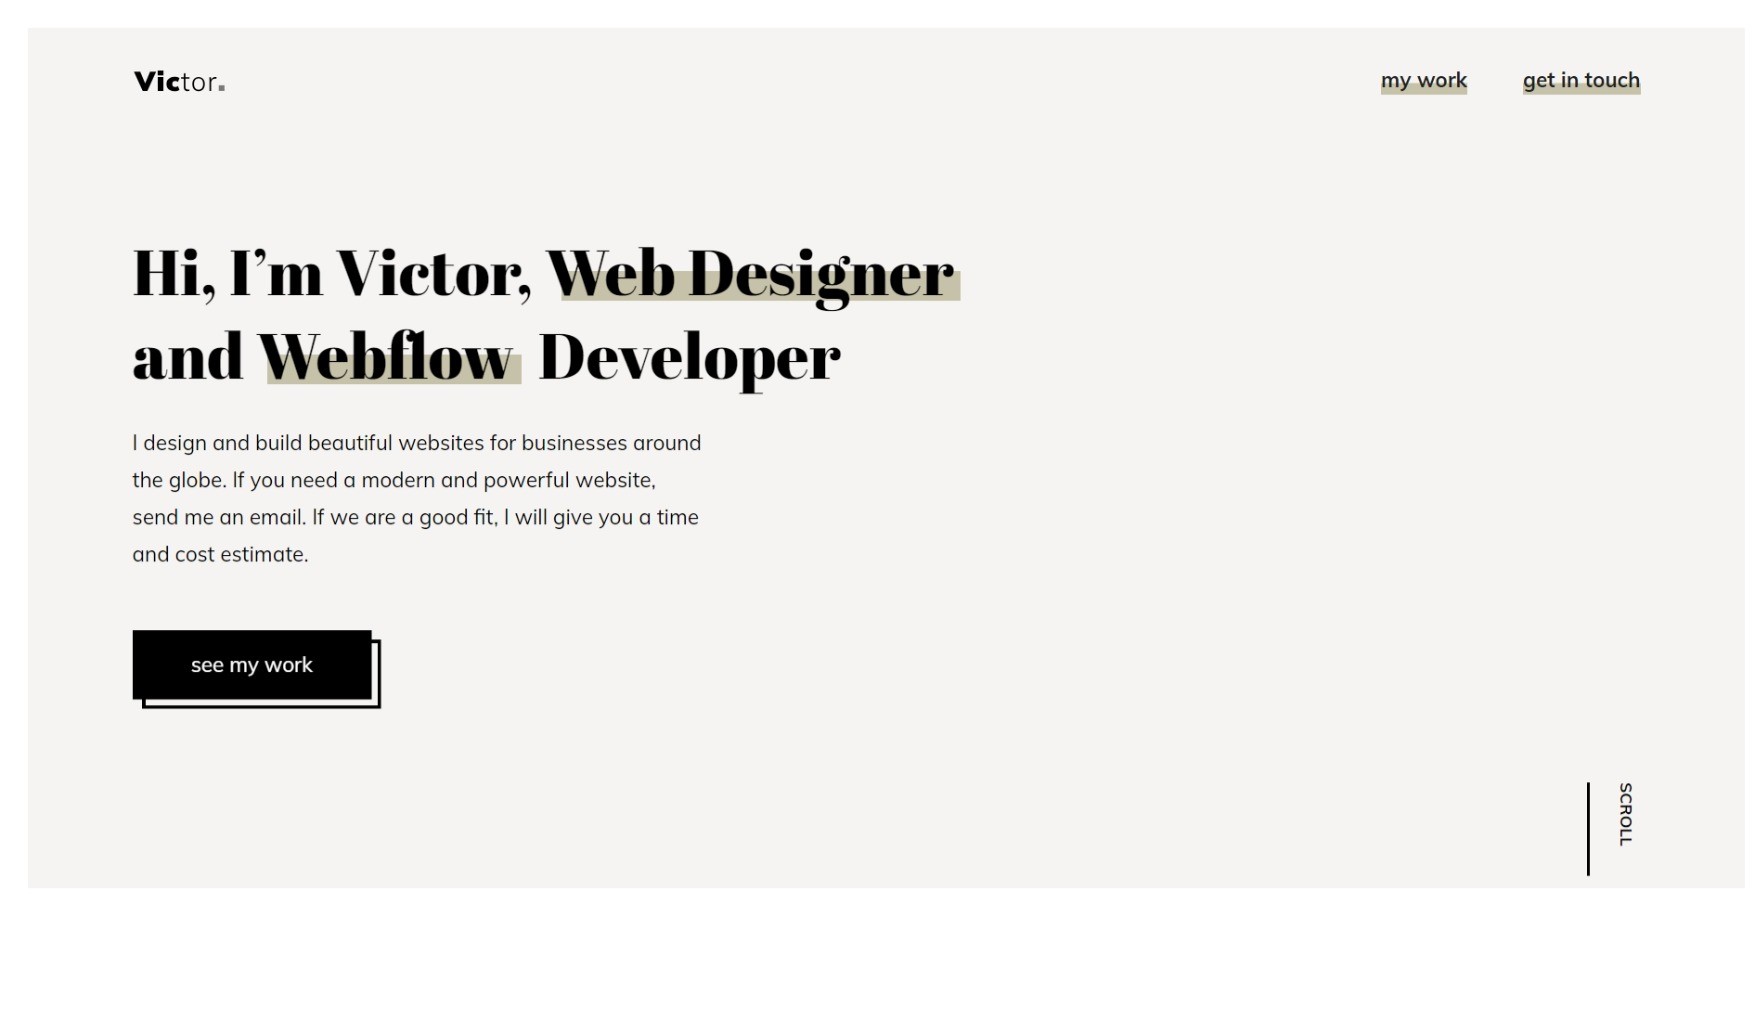 Victor.
my work
get in touch
Hi, I’m Victor, Web Designer
and Webflow Developer
I design and build beautiful websites for businesses around
the globe. If you need a modern and powerful website,
send me an email. If we are a good fit, I will give you a time
and cost estimate.
see my work
SCROLL